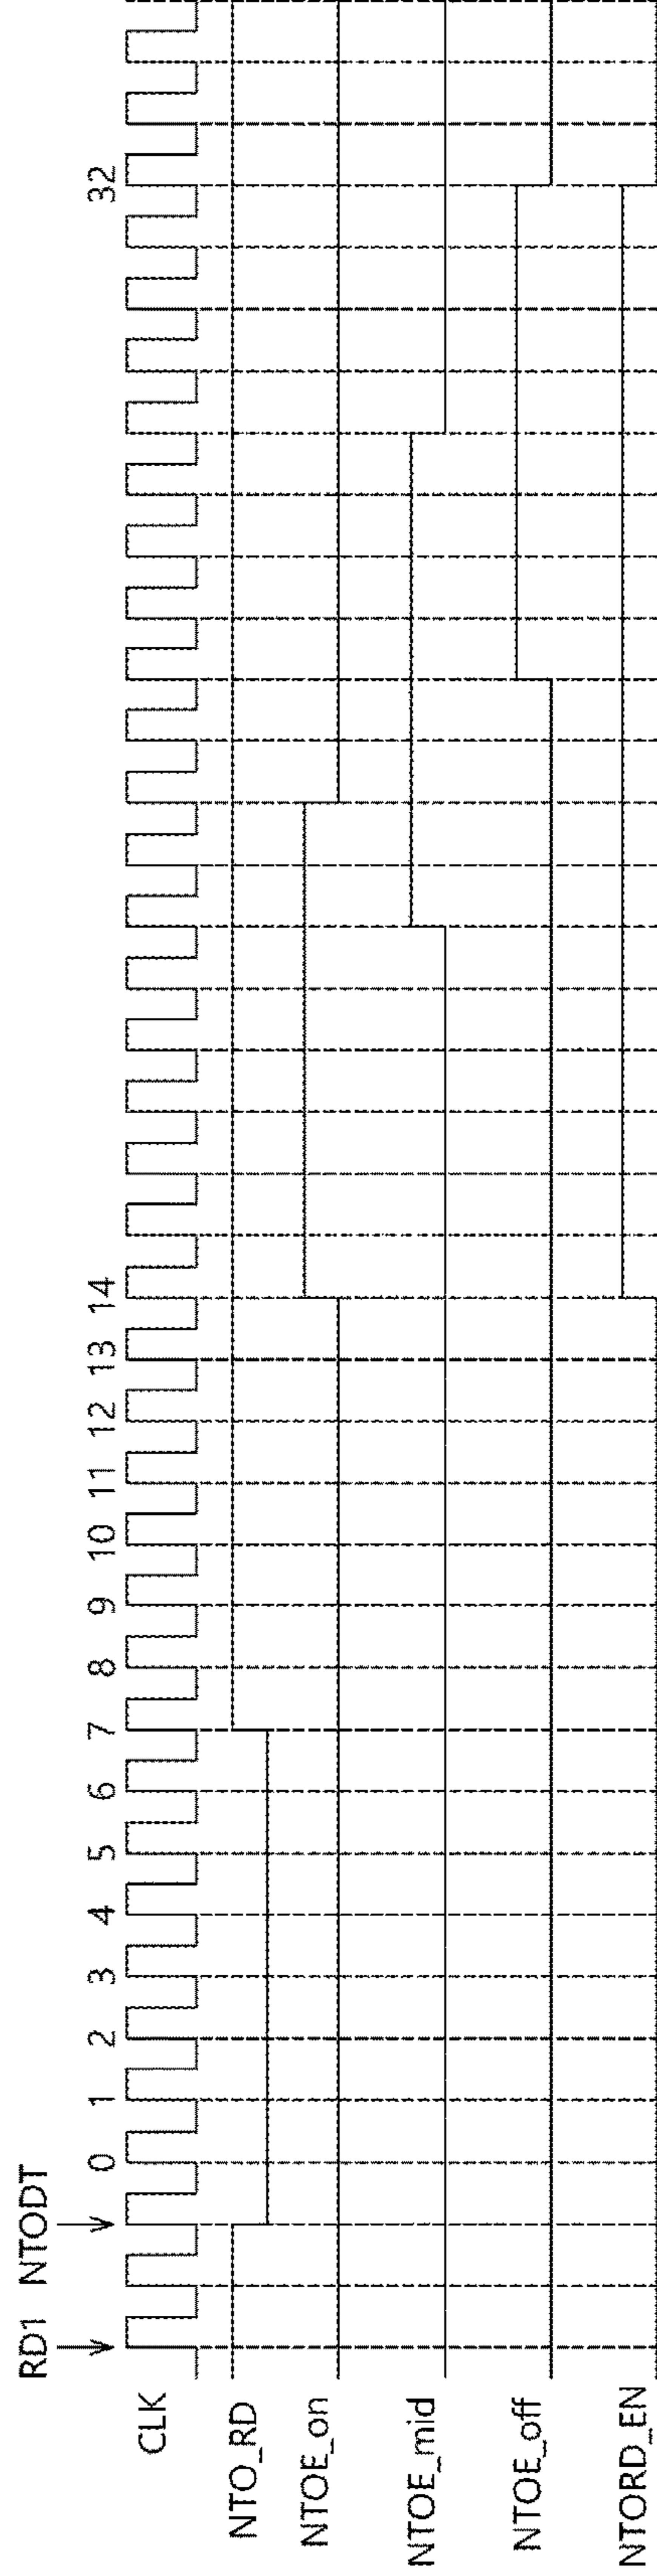 RD1 NTODT
0 1 2 3 4 5 6 7 8 9 10 11 12 13 14 32
CLK
NTO_RD
NTOE_on
NTOE_mid
NTOE_off
NTORD_EN